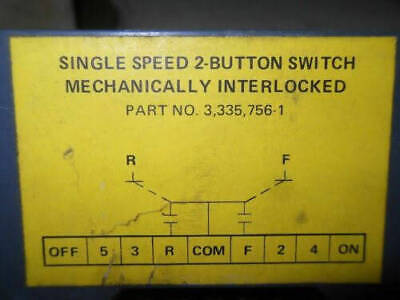 SINGLE SPEED 2-BUTTON SWITCH
MECHANICALLY INTERLOCKED
PART NO. 3,335,756-1
R F
OFF 5 3 R COM F 2 4 ON